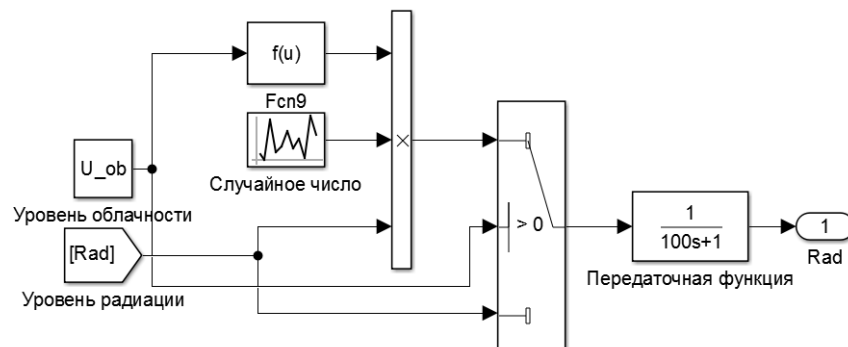 f(u)
Fcn9
U_ob
Уровень облачности
Случайное число
×
[Rad]
Уровень радиации
> 0
1
100s+1
Передаточная функция
1
Rad